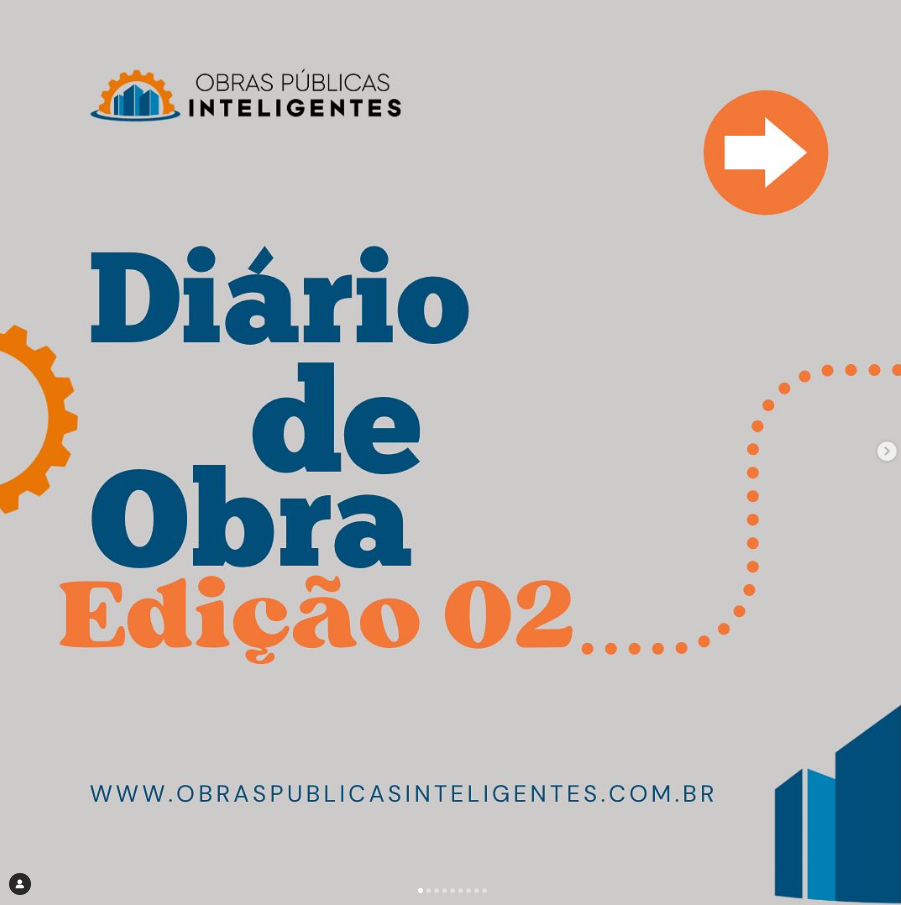 OBRAS PÚBLICAS
INTELIGENTES
Diário
de
Obra
Edição 02
WWW.OBRASPUBLICASINTELIGENTES.COM.BR